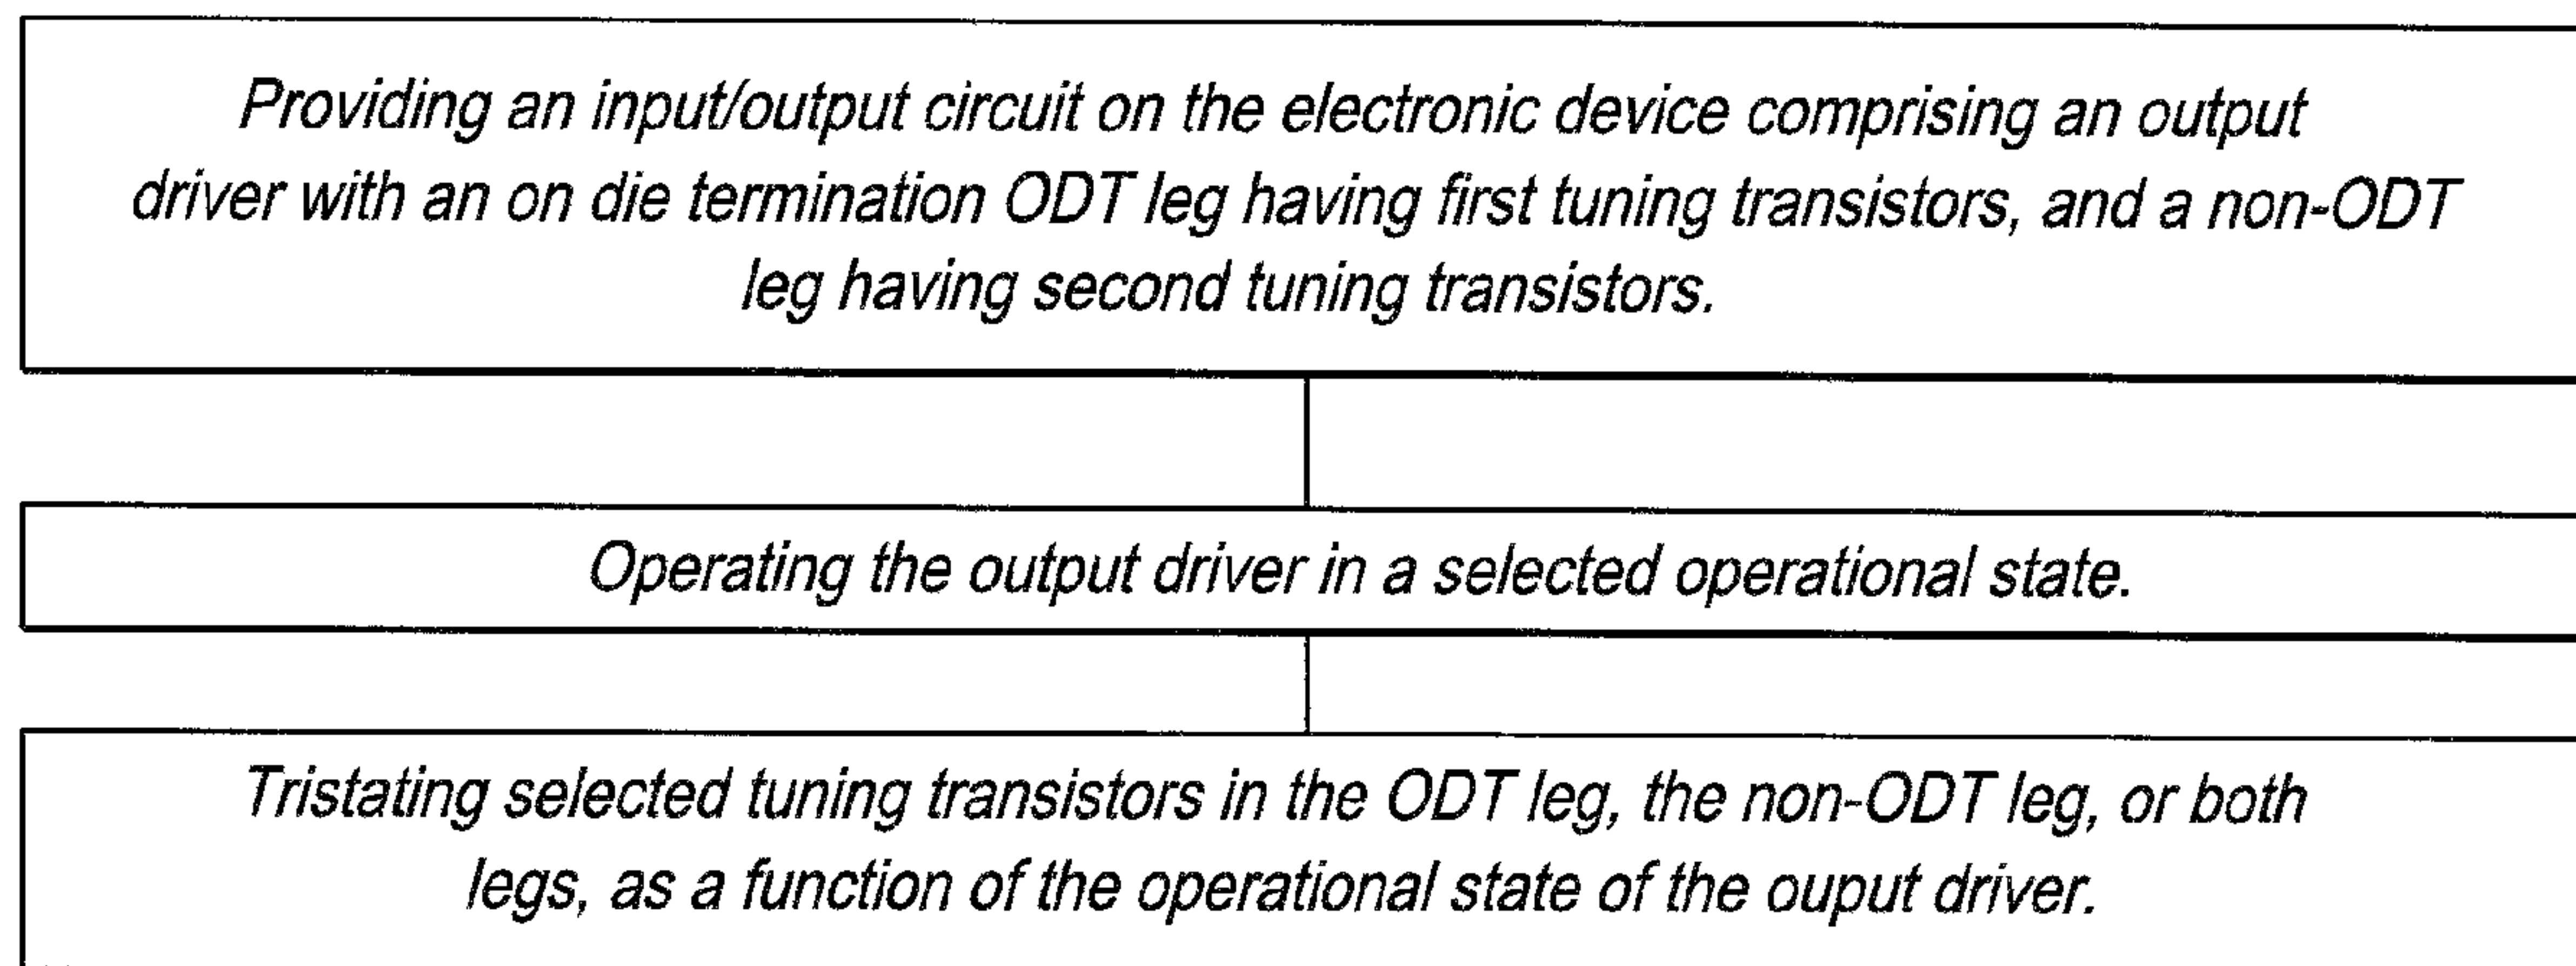 Providing an input/output circuit on the electronic device comprising an output
driver with an on die termination ODT leg having first tuning transistors, and a non-ODT
leg having second tuning transistors.
Operating the output driver in a selected operational state.
Tristating selected tuning transistors in the ODT leg, the non-ODT leg, or both
legs, as a function of the operational state of the ouput driver.